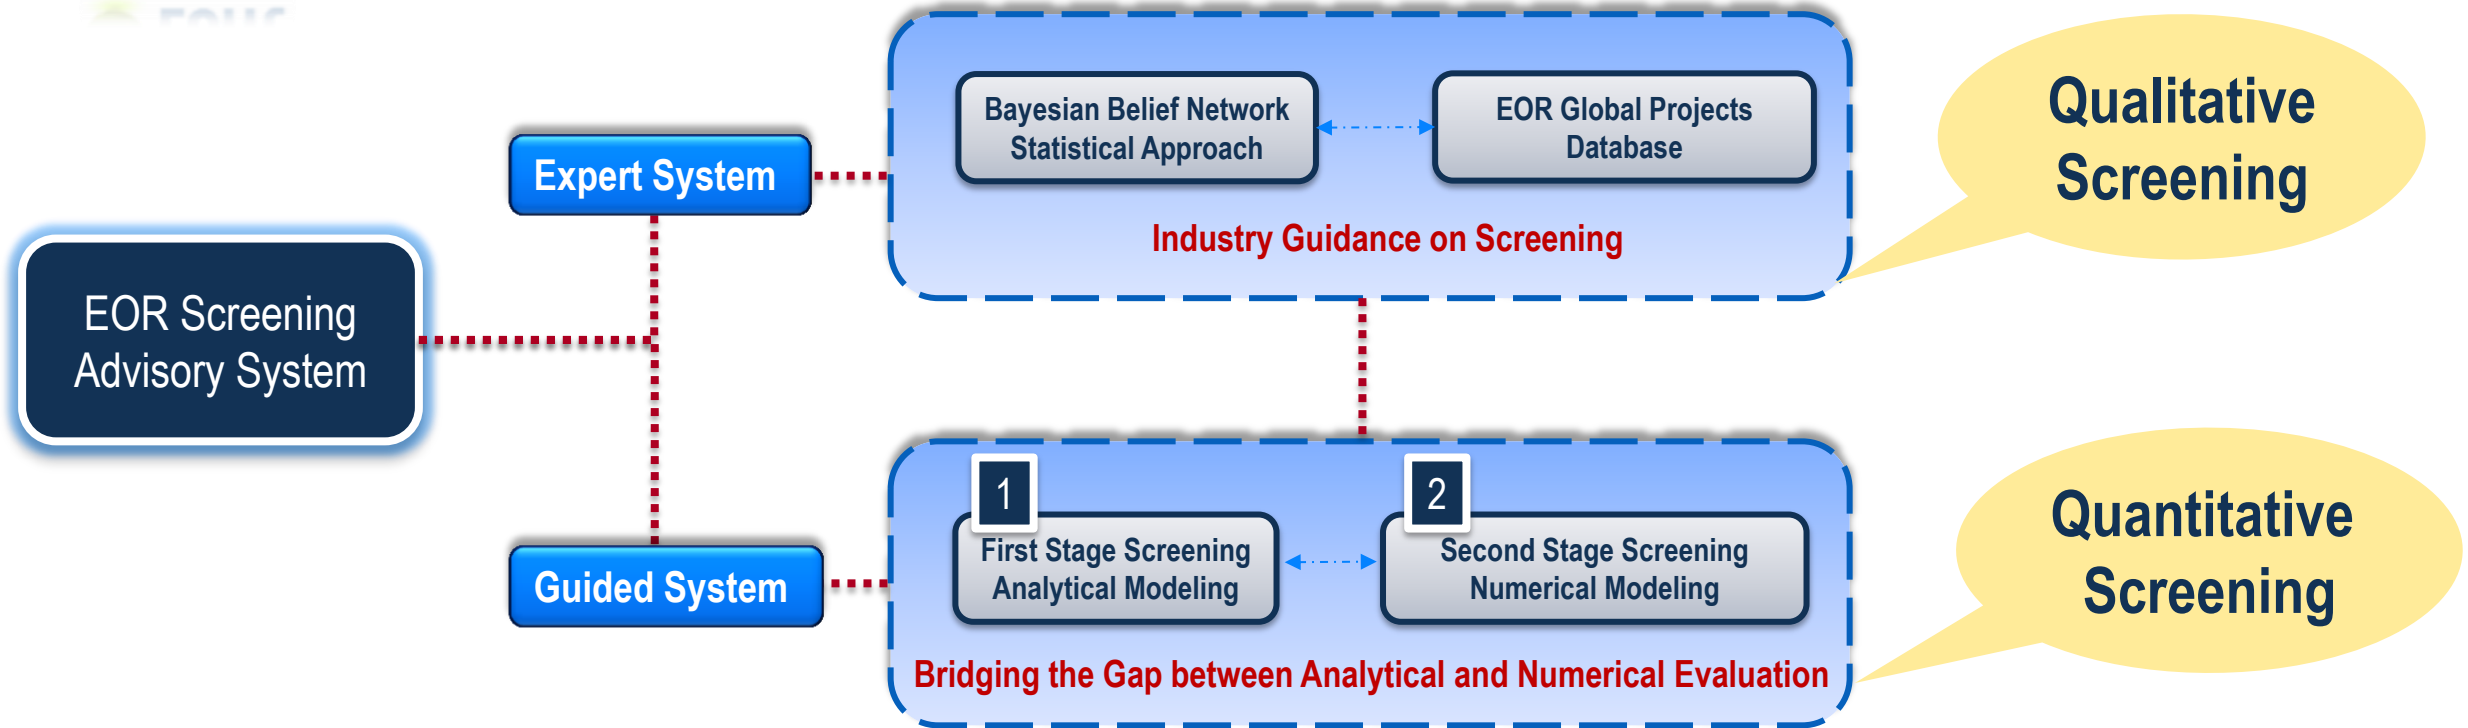 EOR Screening
Advisory System
Expert System
Bayesian Belief Network
Statistical Approach
EOR Global Projects
Database
Industry Guidance on Screening
Qualitative
Screening
Guided System
1
First Stage Screening
Analytical Modeling
2
Second Stage Screening
Numerical Modeling
Bridging the Gap between Analytical and Numerical Evaluation
Quantitative
Screening